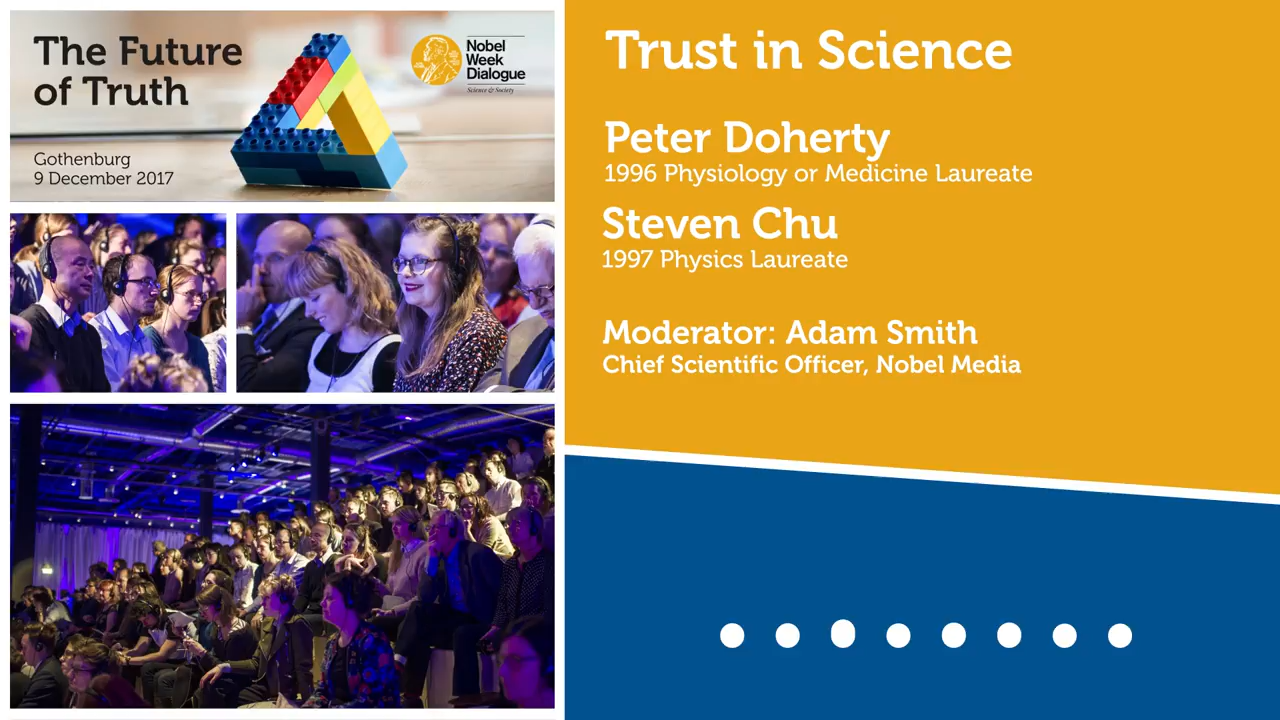 The Future
of Truth
Gothenburg
9 December 2017
Nobel
Week
Dialogue
Science & Society
Trust in Science
Peter Doherty
1996 Physiology or Medicine Laureate
Steven Chu
1997 Physics Laureate
Moderator: Adam Smith
Chief Scientific Officer, Nobel Media